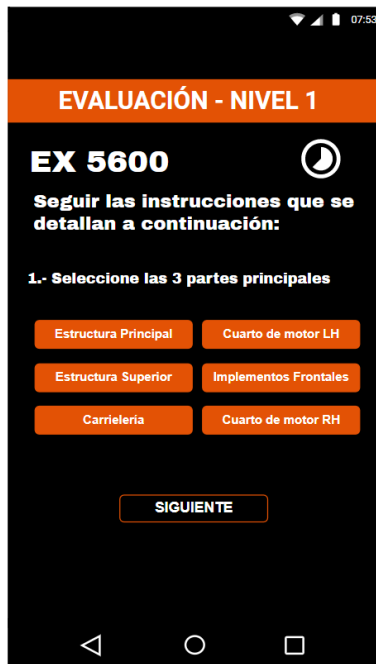 07:53
EVALUACIÓN - NIVEL 1
EX 5600
Seguir las instrucciones que se
detallan a continuación:
1.- Seleccione las 3 partes principales
Estructura Principal
Cuarto de motor LH
Estructura Superior
Implementos Frontales
Carrielería
Cuarto de motor RH
SIGUIENTE